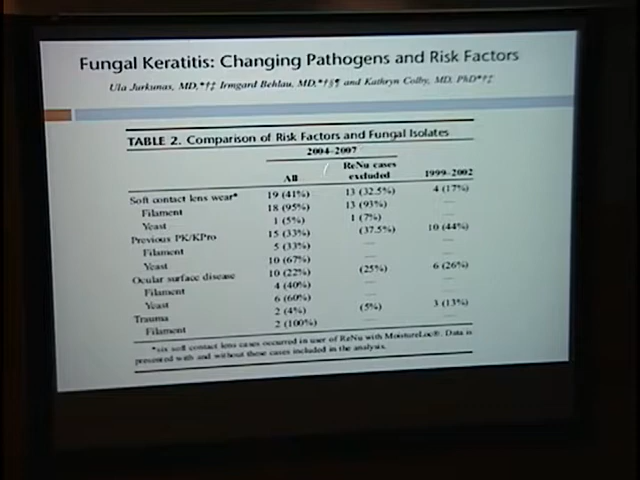 Fungal Keratitis: Changing Pathogens and Risk Factors
Ula Jurkunas, MD,*†‡ Irmgard Behlau, MD,*†§¶ and Kathryn Colby, MD, PhD*†‡
TABLE 2. Comparison of Risk Factors and Fungal Isolates
2004–2007
All ReNu cases excluded 1999–2002
Soft contact lens wear* 19 (41%) 13 (32.5%) 4 (17%)
Filament 18 (95%) 13 (93%) —
Yeast 1 (5%) 1 (7%) —
Previous PK/KPro 15 (33%) (37.5%) 10 (44%)
Filament 5 (33%) — —
Yeast 10 (67%) — —
Ocular surface disease 10 (22%) (25%) 6 (26%)
Filament 4 (40%) — —
Yeast 6 (60%) — —
Trauma 2 (4%) (5%) 3 (13%)
Filament 2 (100%) — —
*six soft contact lens cases occurred in user of ReNu with MoistureLoc®. Data is
presented with and without these cases included in the analysis.